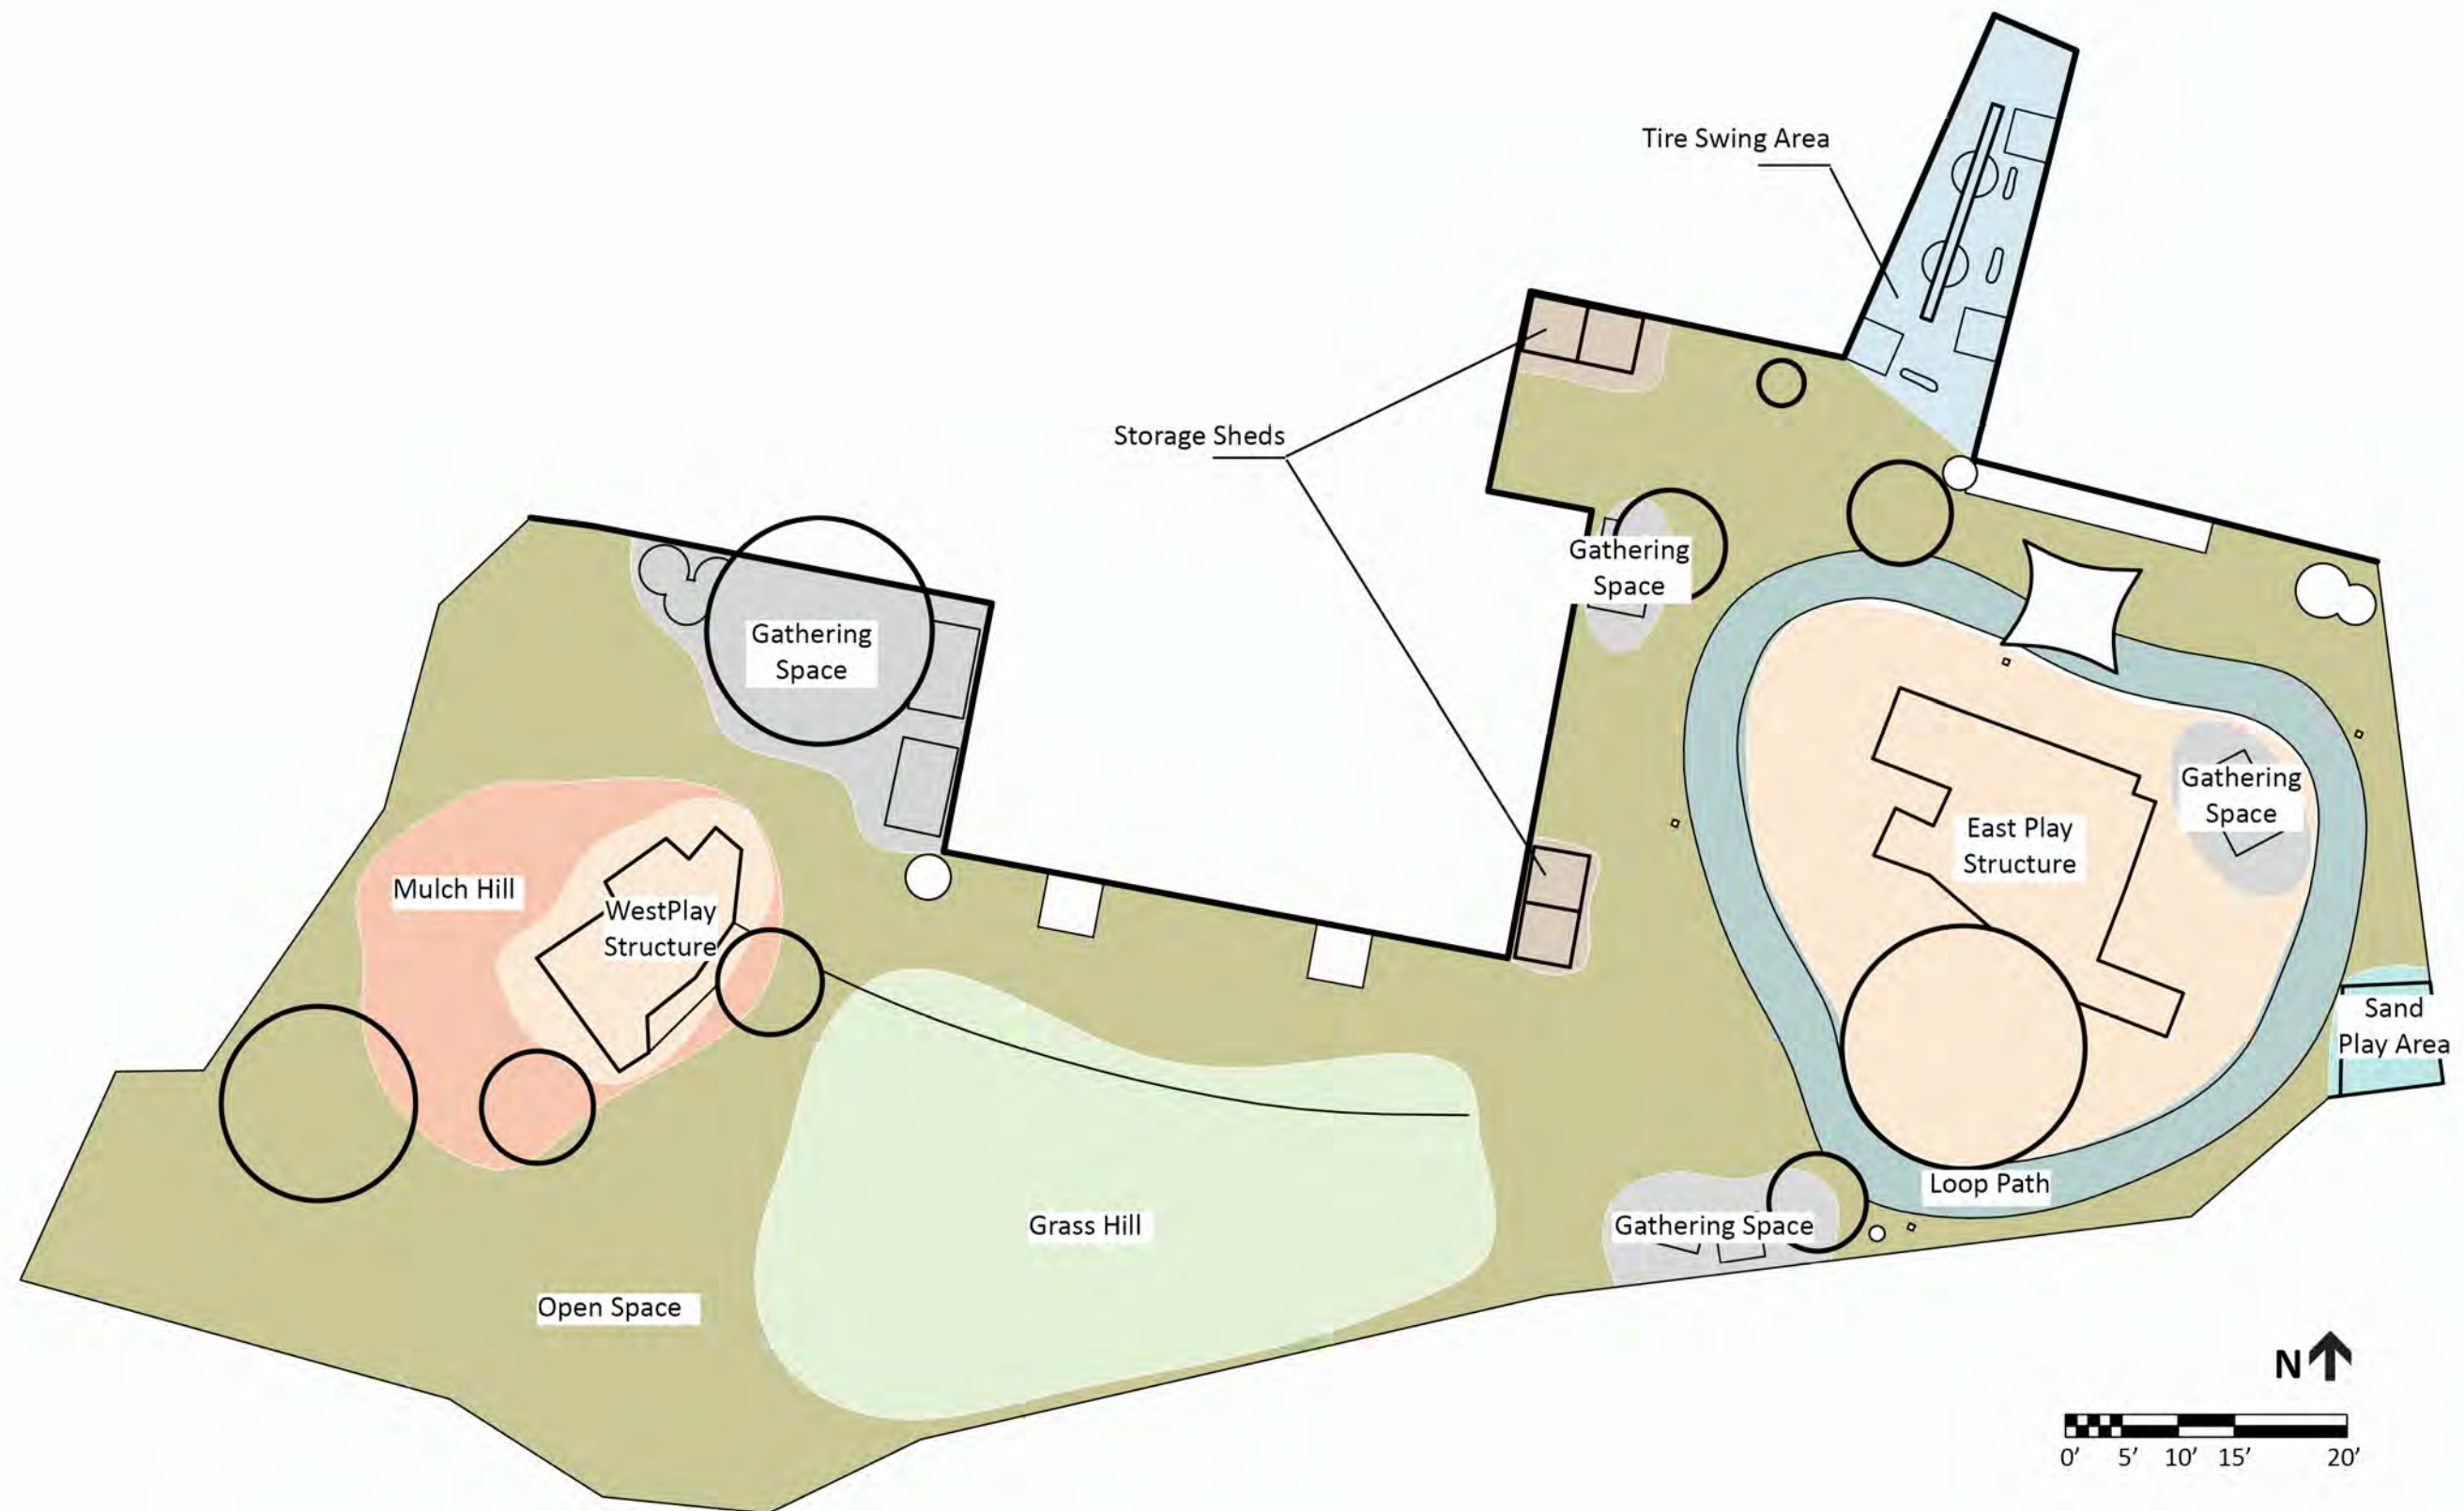 Tire Swing Area
Storage Sheds
Gathering
Space
Gathering
Space
Gathering
Space
East Play
Structure
Mulch Hill
WestPlay
Structure
Sand
Play Area
Loop Path
Gathering Space
Grass Hill
Open Space
N
0’ 5’ 10’ 15’ 20’